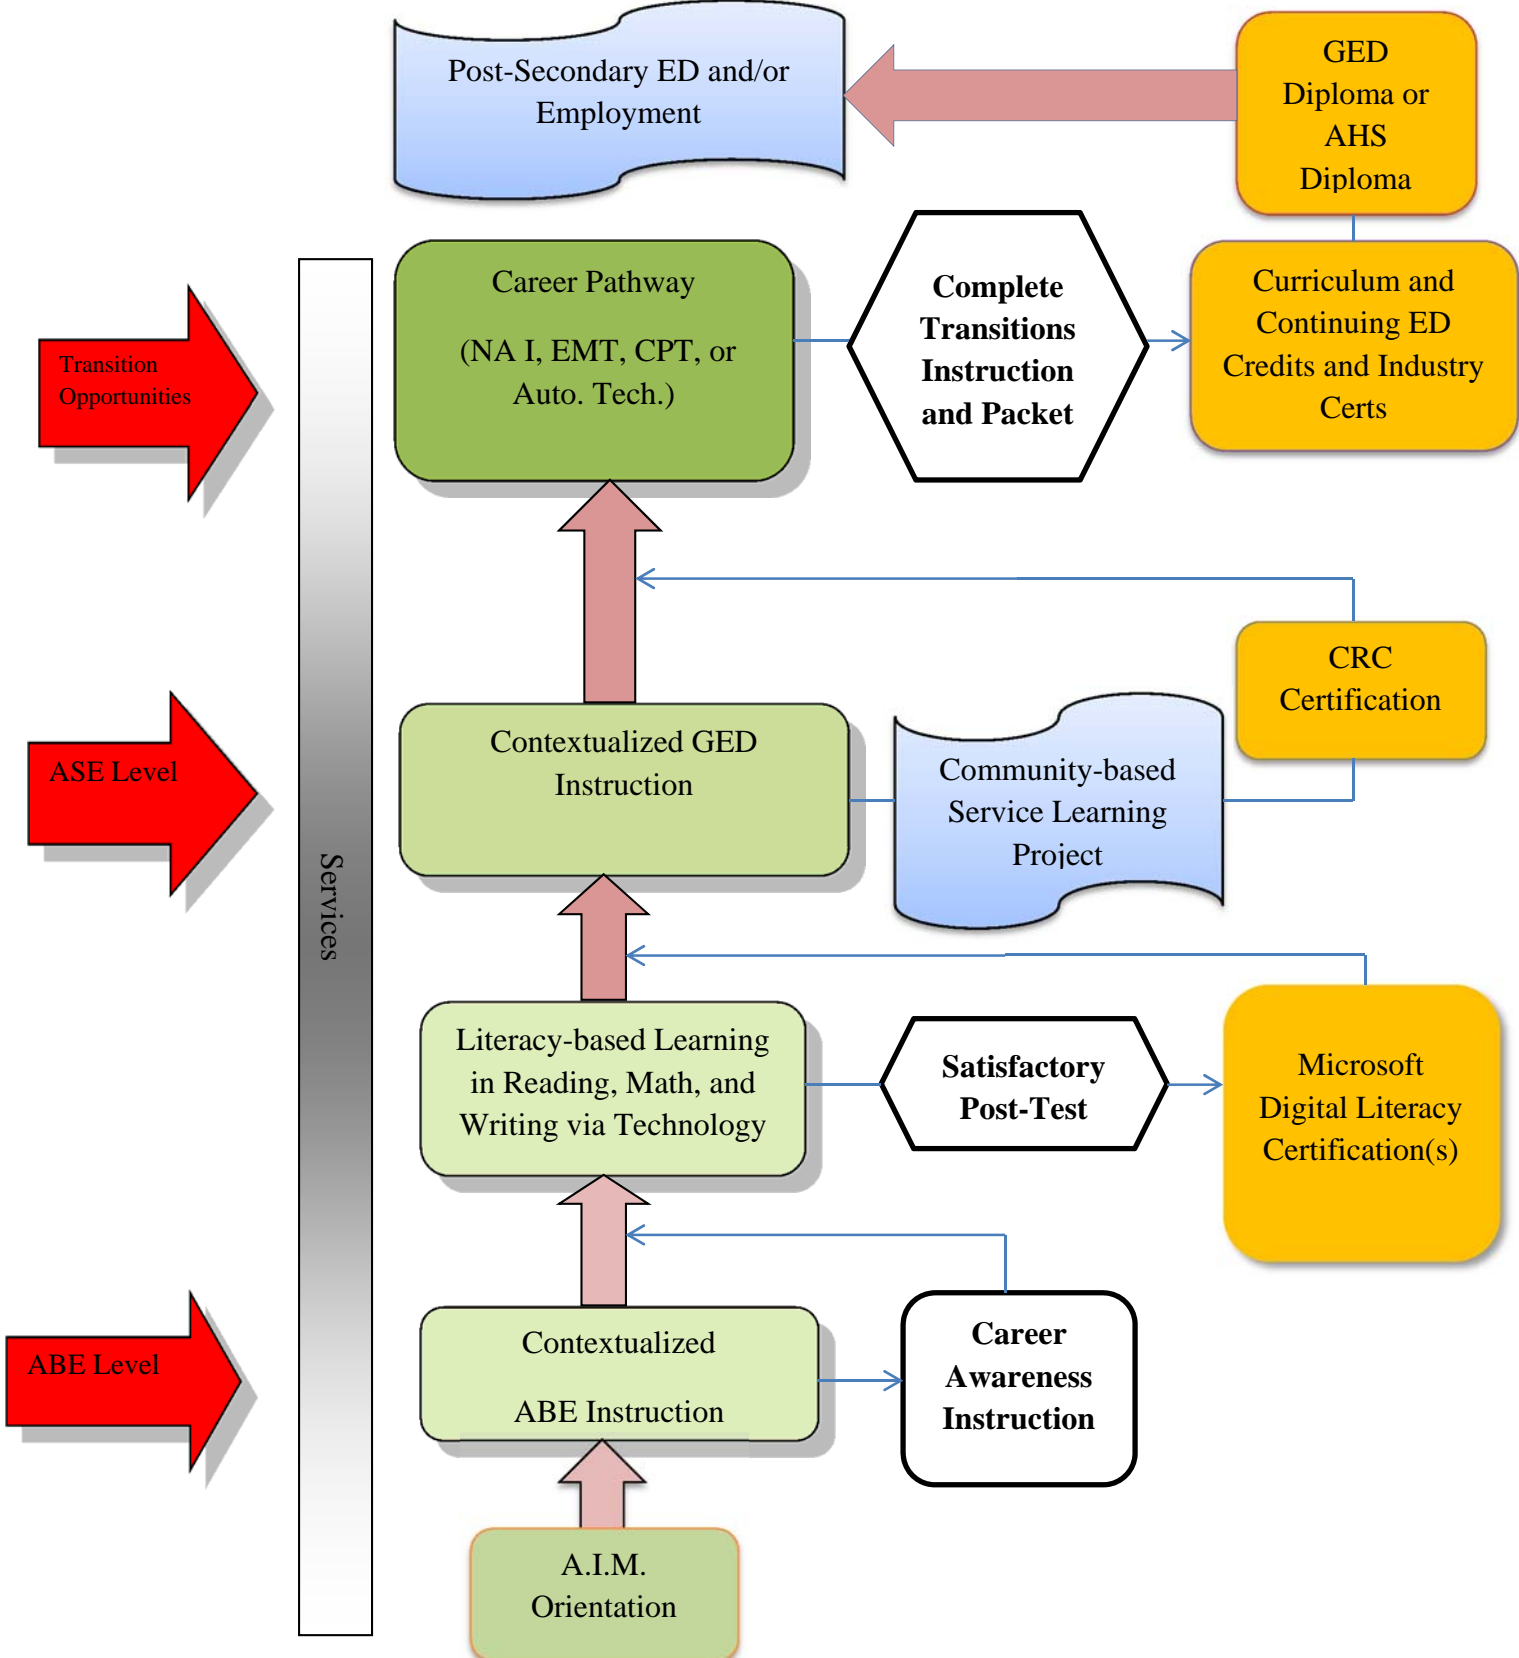 Post-Secondary ED and/or
Employment
GED
Diploma or
AHS
Diploma
Transition
Opportunities
Career Pathway
(NA I, EMT, CPT, or
Auto. Tech.)
Complete
Transitions
Instruction
and Packet
Curriculum and
Continuing ED
Credits and Industry
Certs
CRC
Certification
ASE Level
Contextualized GED
Instruction
Community-based
Service Learning
Project
Services
Literacy-based Learning
in Reading, Math, and
Writing via Technology
Satisfactory
Post-Test
Microsoft
Digital Literacy
Certification(s)
ABE Level
Contextualized
ABE Instruction
Career
Awareness
Instruction
A.I.M.
Orientation